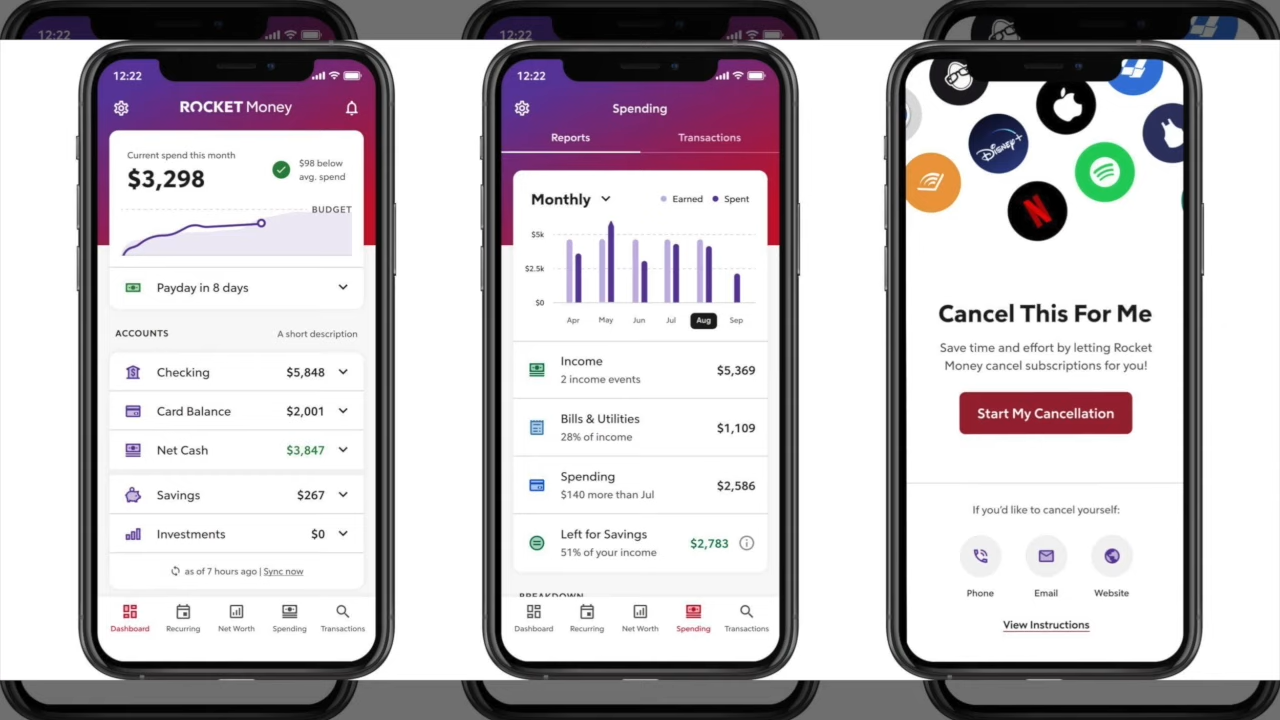 12:22
12:22
12:22
ROCKET Money
Current spend this month
$3,298
$98 below
avg. spend
BUDGET
Payday in 8 days
ACCOUNTS
A short description
Checking
$5,848
Card Balance
$2,001
Net Cash
$3,847
Savings
$267
Investments
$0
as of 7 hours ago | Sync now
Dashboard
Recurring
Net Worth
Spending
Transactions
12:22
Spending
Reports
Transactions
Monthly
Earned
Spent
$5k
$2.5k
$0
Apr
May
Jun
Jul
Aug
Sep
Income
2 income events
$5,369
Bills & Utilities
28% of income
$1,109
Spending
$140 more than Jul
$2,586
Left for Savings
51% of your income
$2,783
BREAKDOWN
Dashboard
Recurring
Net Worth
Spending
Transactions
Disney+
N
Cancel This For Me
Save time and effort by letting Rocket
Money cancel subscriptions for you!
Start My Cancellation
If you'd like to cancel yourself:
Phone
Email
Website
View Instructions